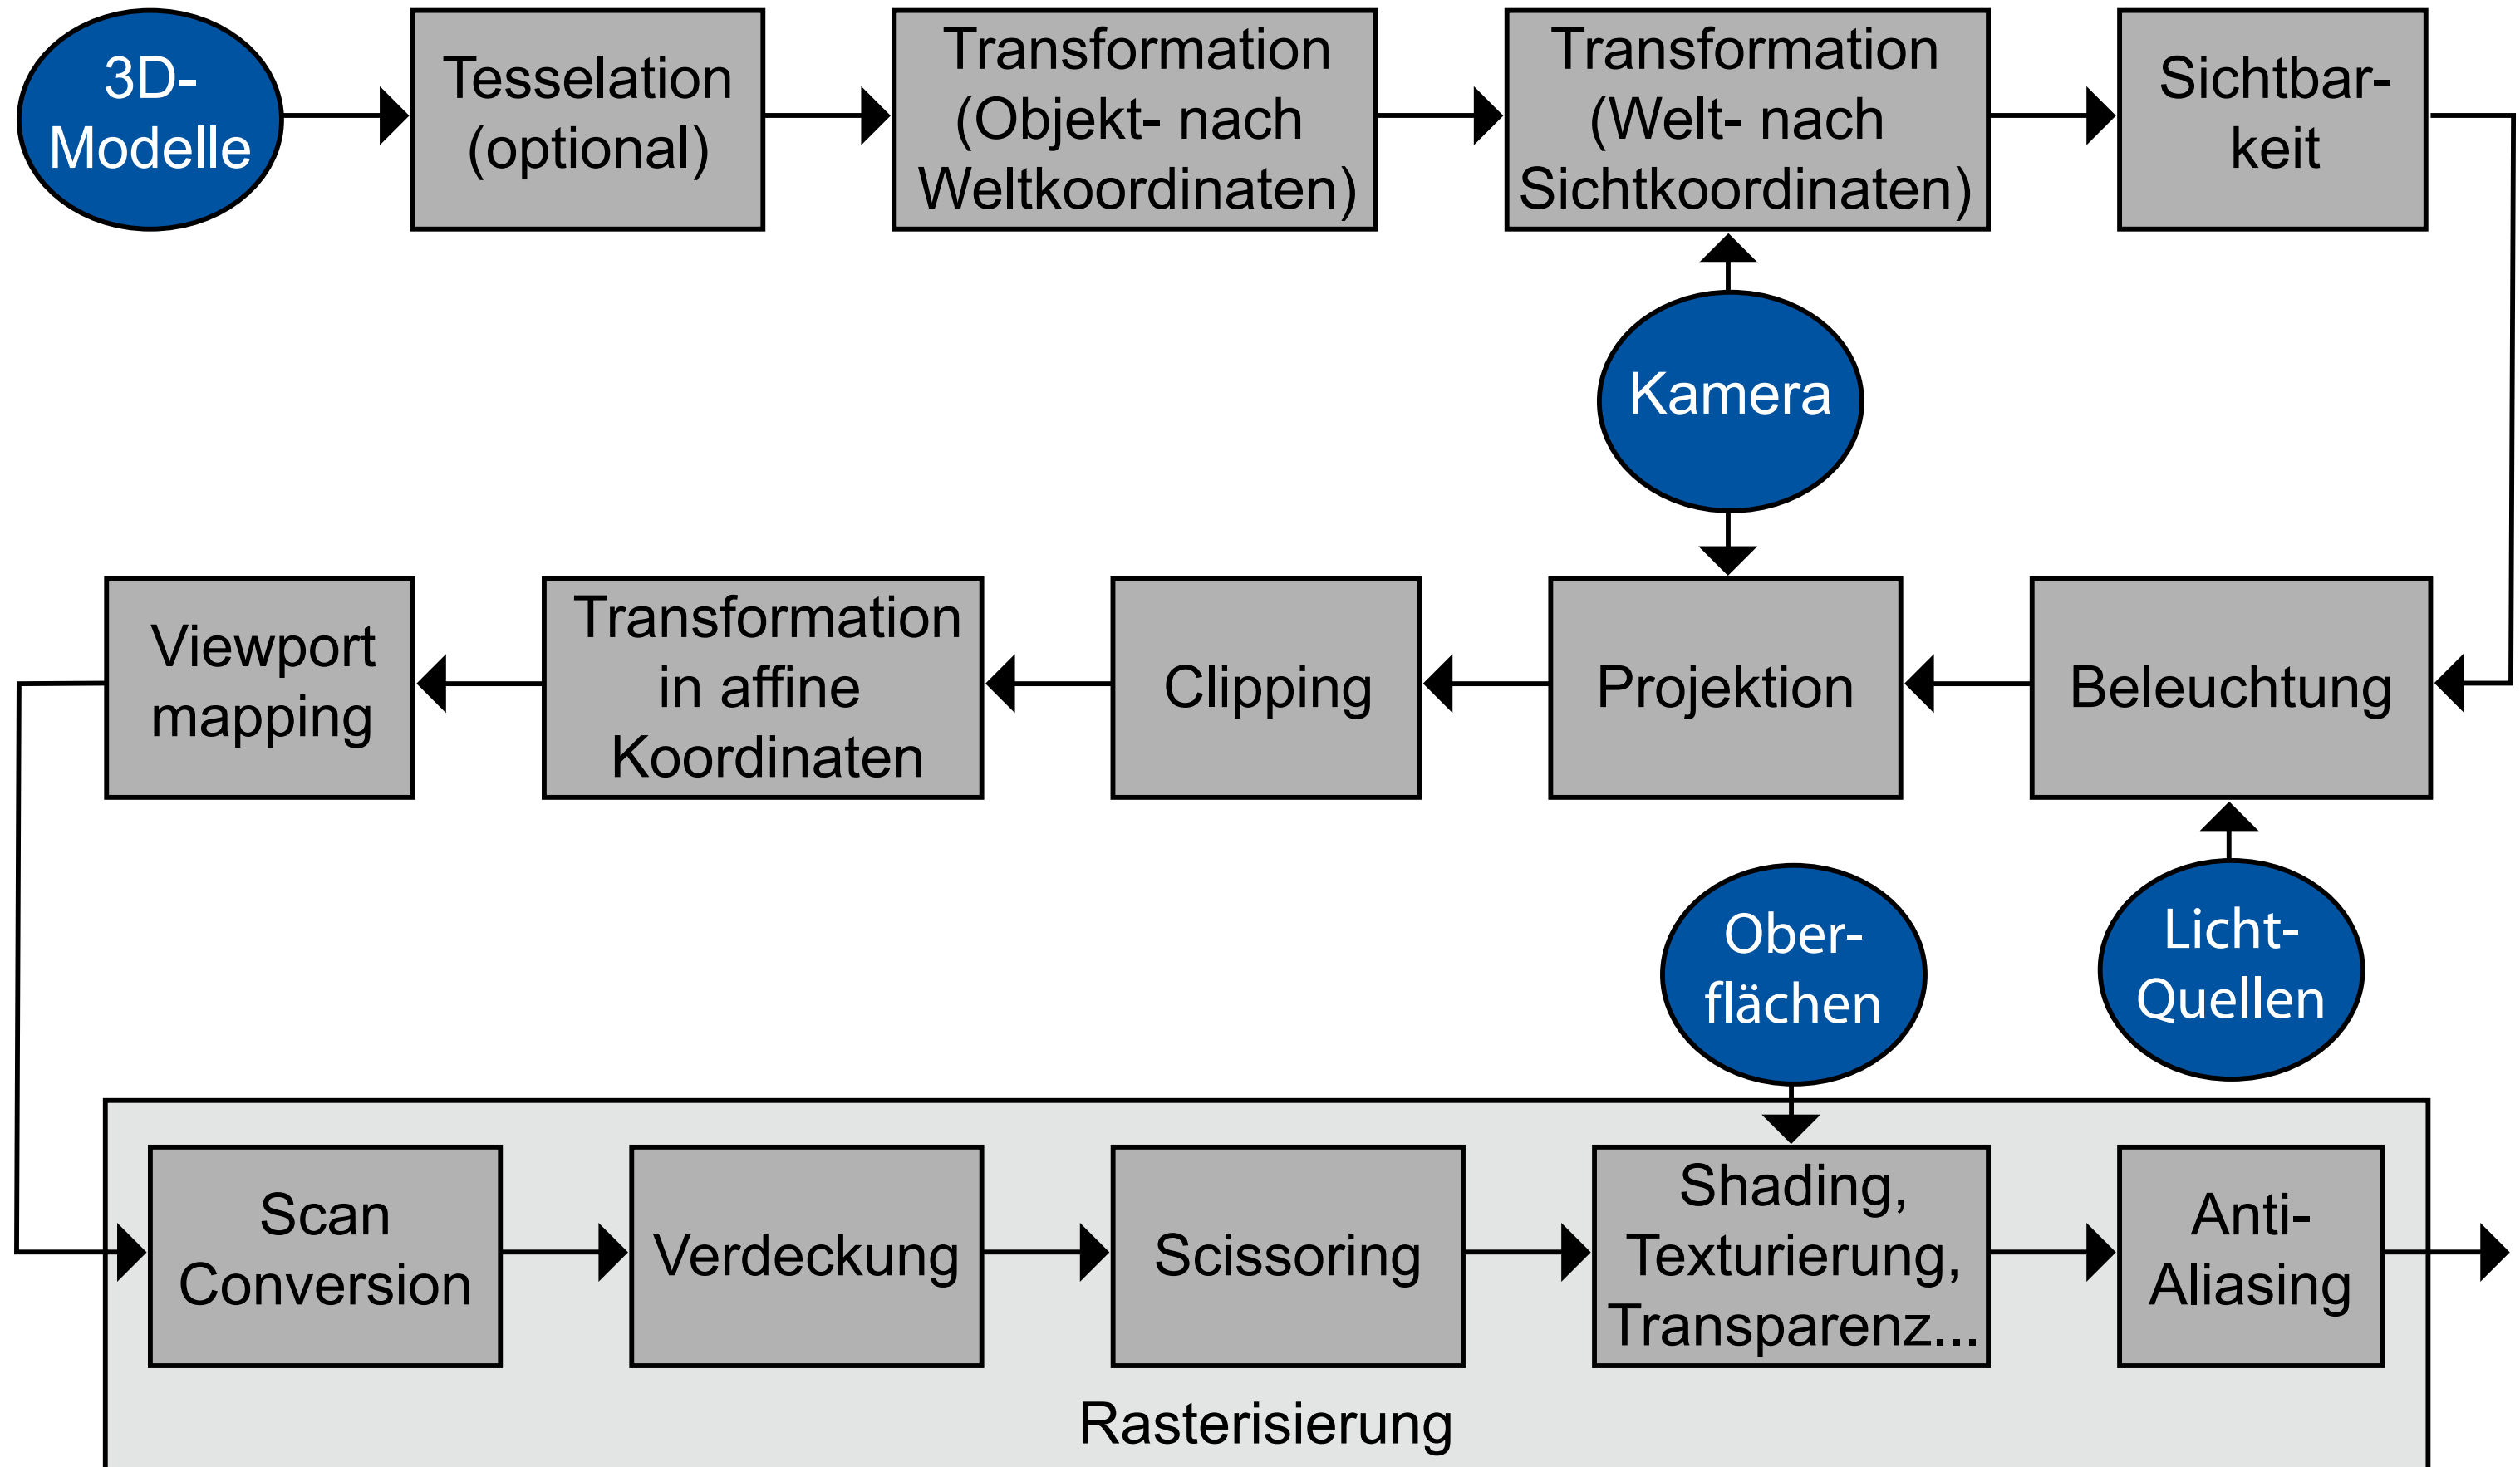 3D-
Modelle
Tesselation
(optional)
Transformation
(Objekt- nach
Weltkoordinaten)
Transformation
(Welt- nach
Sichtkoordinaten)
Sichtbar-
keit
Kamera
Viewport
mapping
Transformation
in affine
Koordinaten
Clipping
Projektion
Beleuchtung
Ober-
flächen
Licht-
Quellen
Scan
Conversion
Verdeckung
Scissoring
Shading,
Texturierung,
Transparenz...
Anti-
Aliasing
Rasterisierung